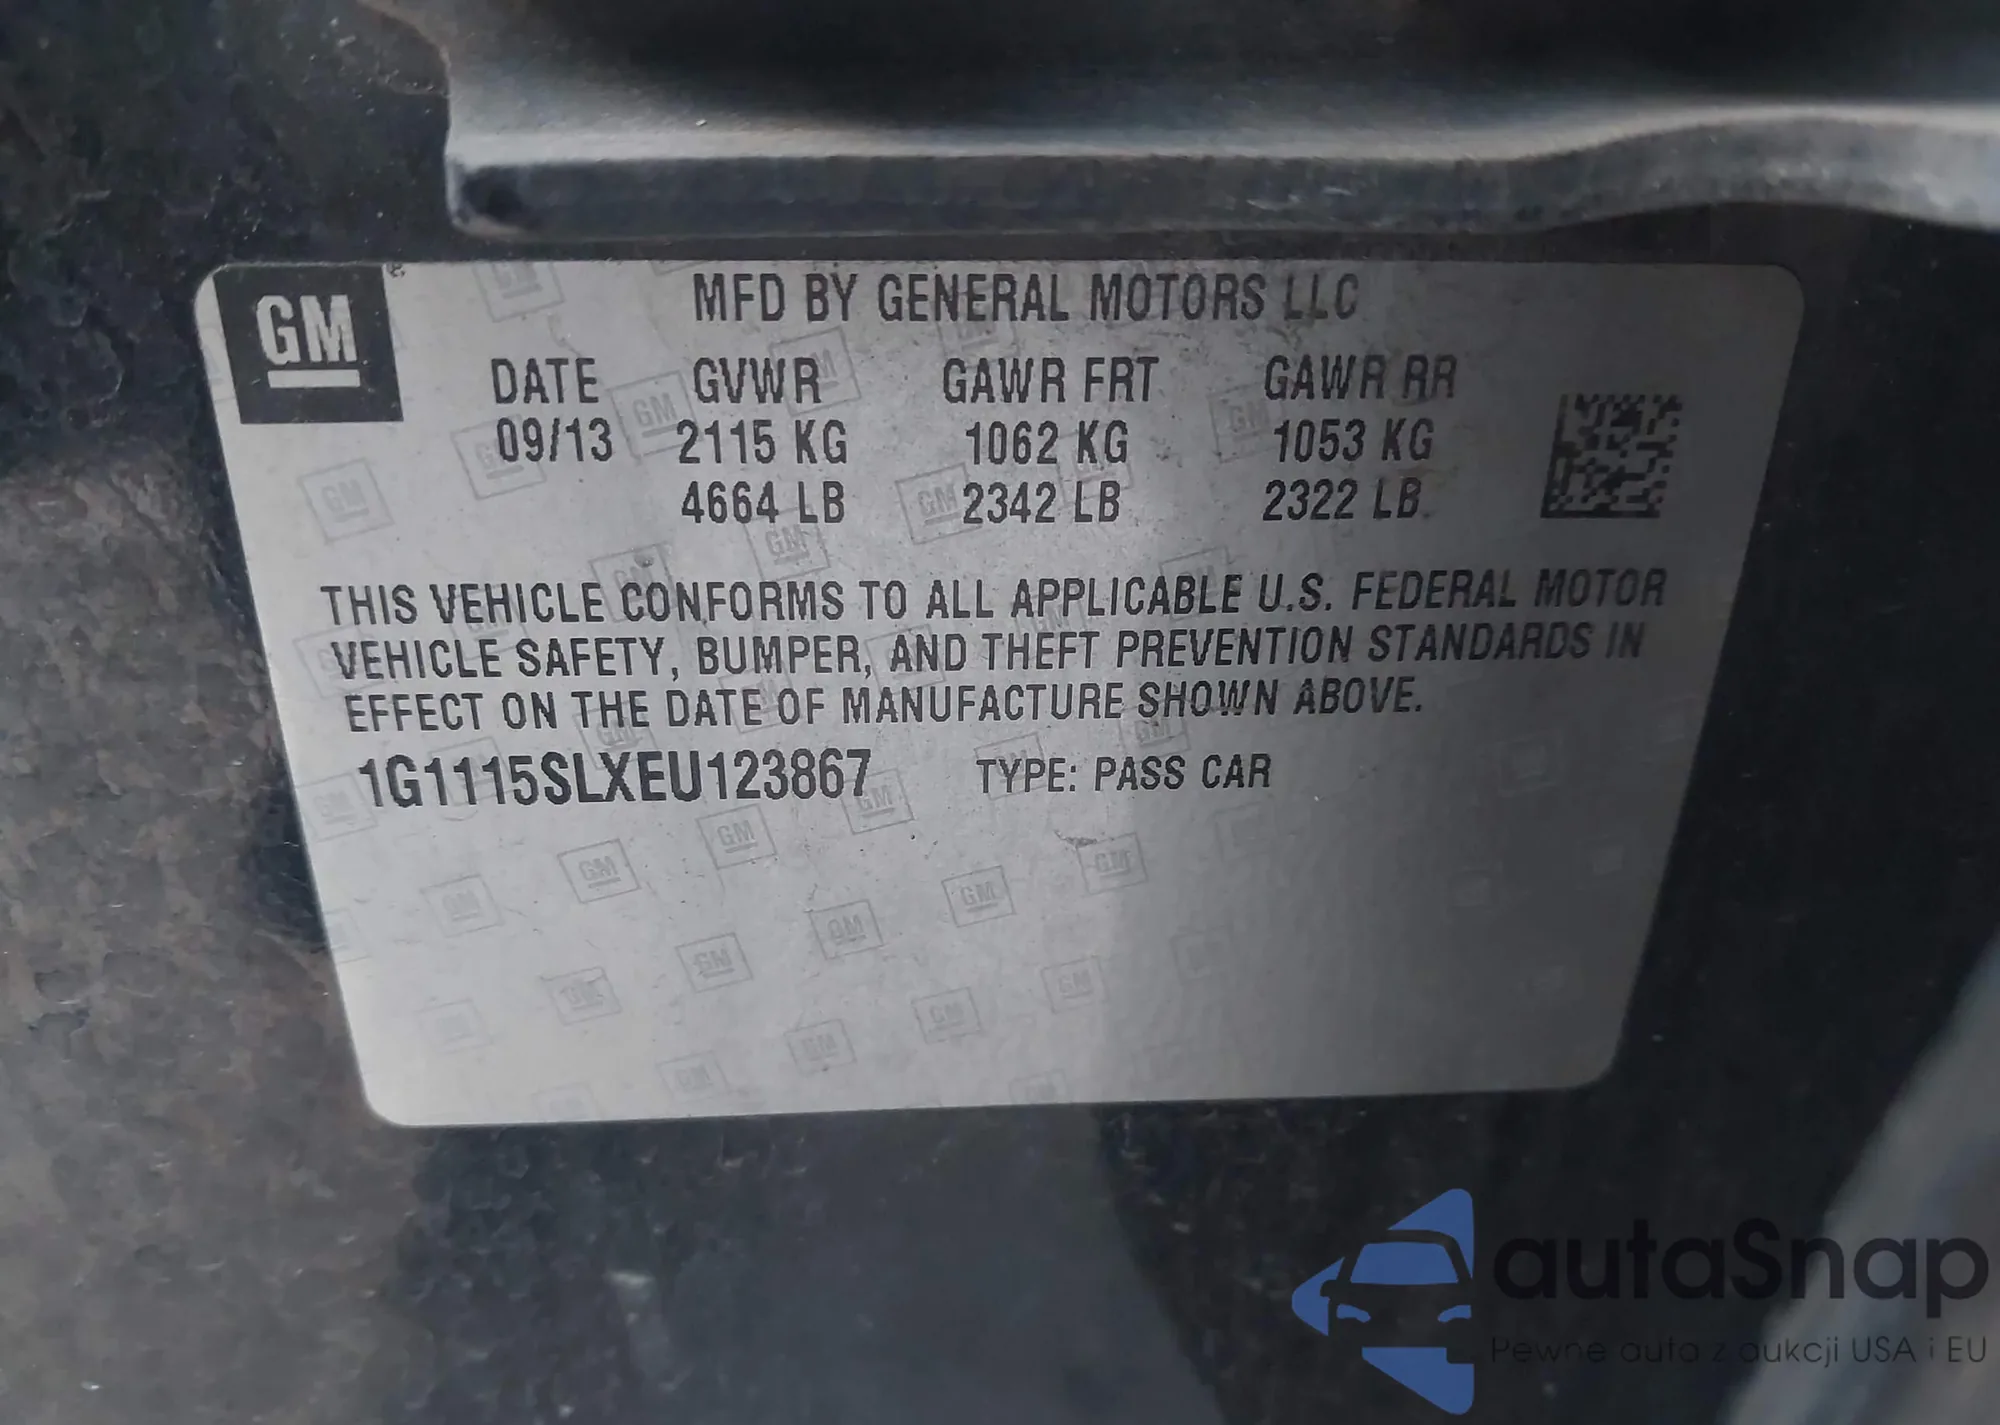 GM
MFD BY GENERAL MOTORS LLC
DATE GVWR GAWR FRT GAWR RR
09/13 2115 KG 1062 KG 1053 KG
4664 LB 2342 LB 2322 LB
THIS VEHICLE CONFORMS TO ALL APPLICABLE U.S. FEDERAL MOTOR
VEHICLE SAFETY, BUMPER, AND THEFT PREVENTION STANDARDS IN
EFFECT ON THE DATE OF MANUFACTURE SHOWN ABOVE.
1G1115SLXEU123867 TYPE: PASS CAR
autaSnap
Pewne auta z aukcji USA i EU